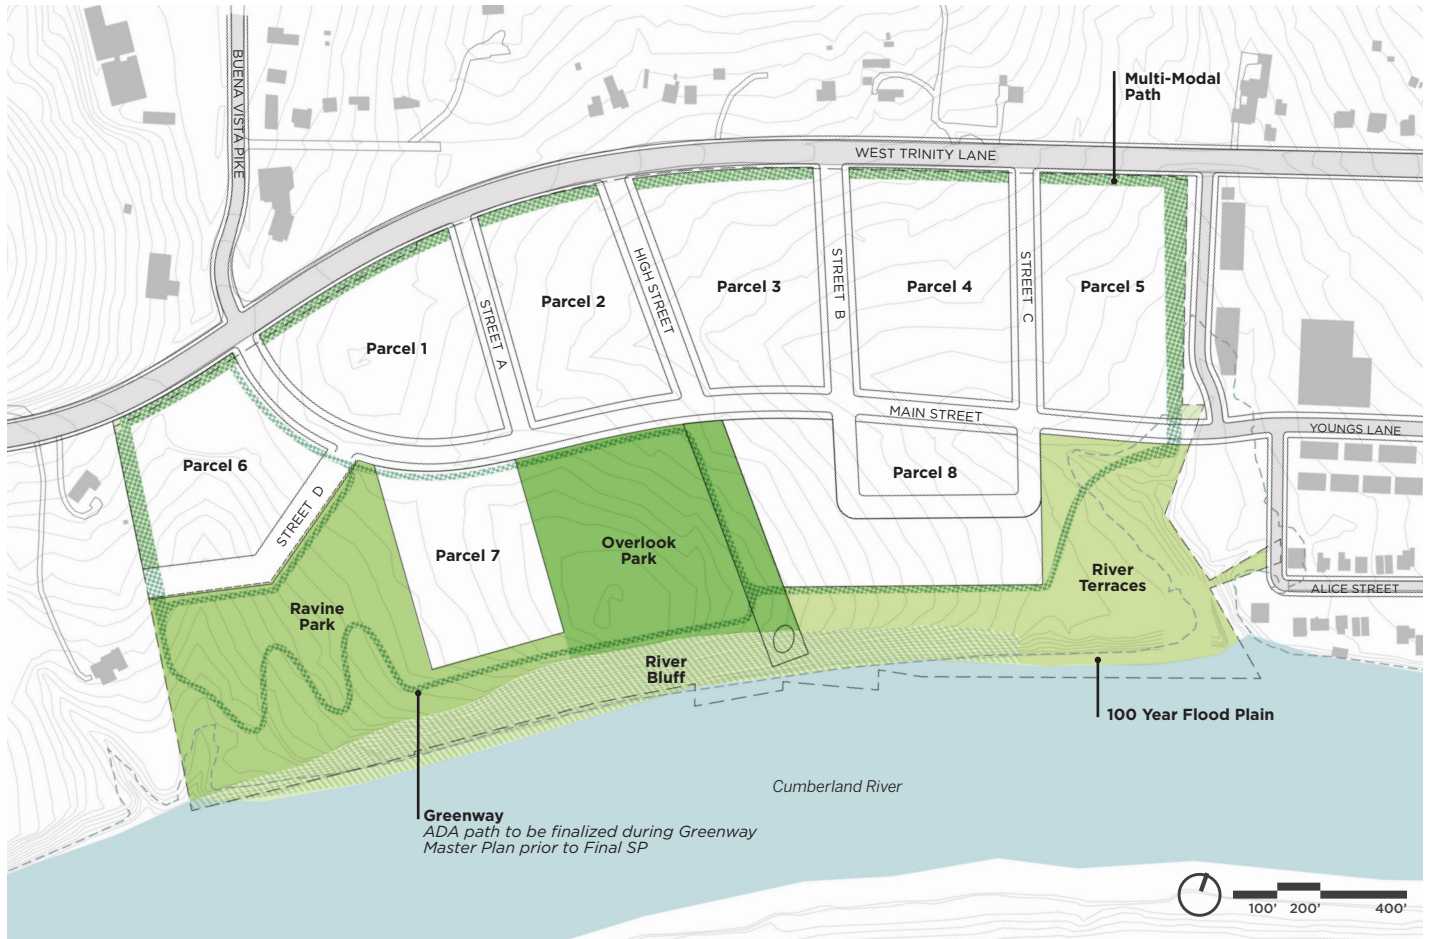 BUENA VISTA PIKE
Multi-Modal
Path
WEST TRINITY LANE
Parcel 1
STREET A
Parcel 2
HIGH STREET
Parcel 3
STREET B
Parcel 4
STREET C
Parcel 5
MAIN STREET
YOUNGS LANE
Parcel 6
STREET D
Parcel 7
Parcel 8
Overlook
Park
Ravine
Park
River
Terraces
ALICE STREET
River
Bluff
100 Year Flood Plain
Cumberland River
Greenway
ADA path to be finalized during Greenway
Master Plan prior to Final SP
100' 200' 400'